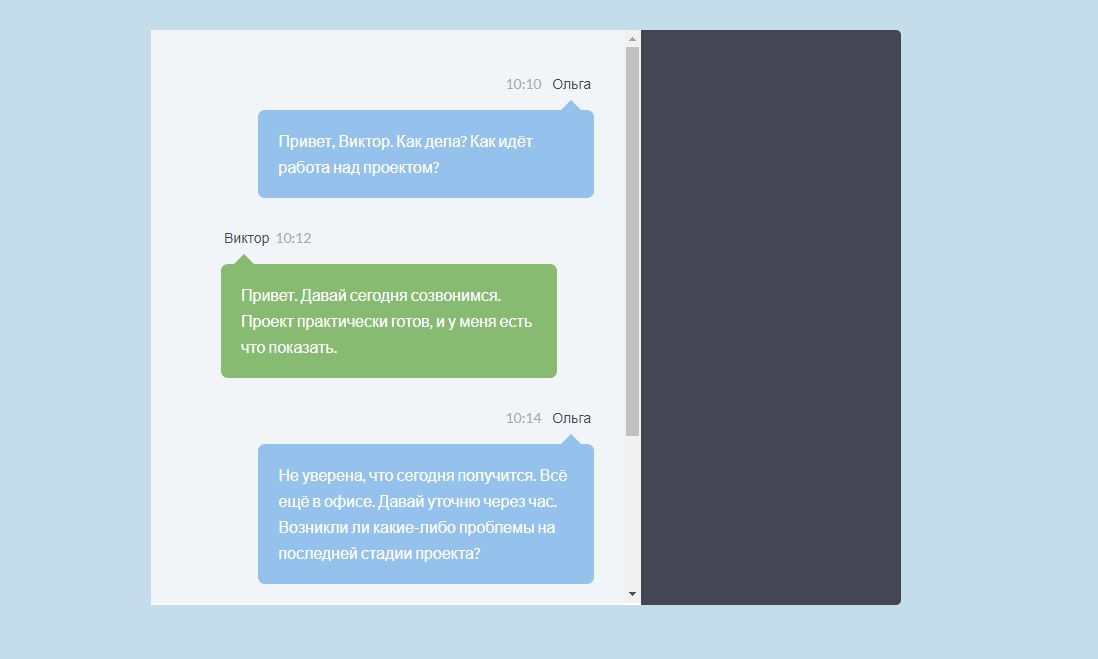 10:10 Ольга
Привет, Виктор. Как дела? Как идёт
работа над проектом?
Виктор 10:12
Привет. Давай сегодня созвонимся.
Проект практически готов, и у меня есть
что показать.
10:14 Ольга
Не уверена, что сегодня получится. Всё
ещё в офисе. Давай уточню через час.
Возникли ли какие-либо проблемы на
последней стадии проекта?